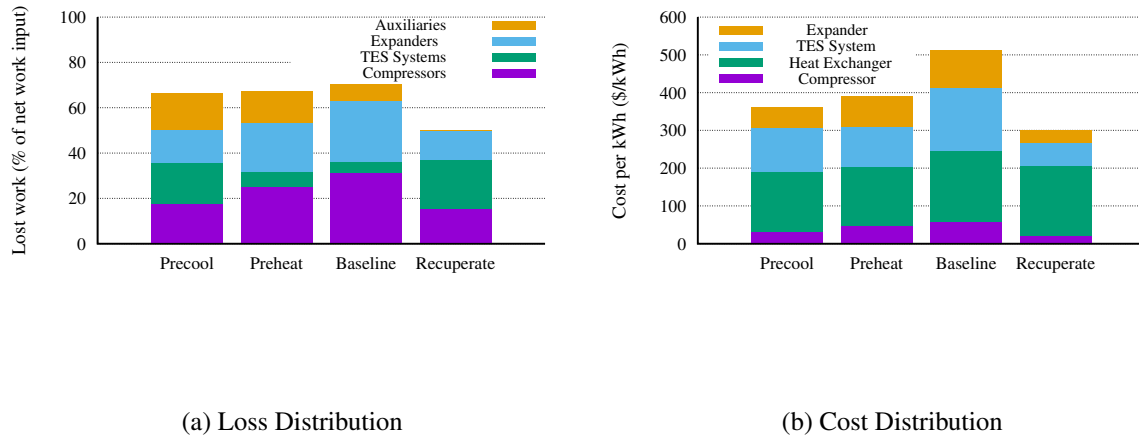 Lost work (% of net work input)
100
80
60
40
20
0
Auxiliaries
Expanders
TES Systems
Compressors
Precool Preheat Baseline Recuperate
(a) Loss Distribution
Cost per kWh ($/kWh)
600
500
400
300
200
100
0
Expander
TES System
Heat Exchanger
Compressor
Precool Preheat Baseline Recuperate
(b) Cost Distribution